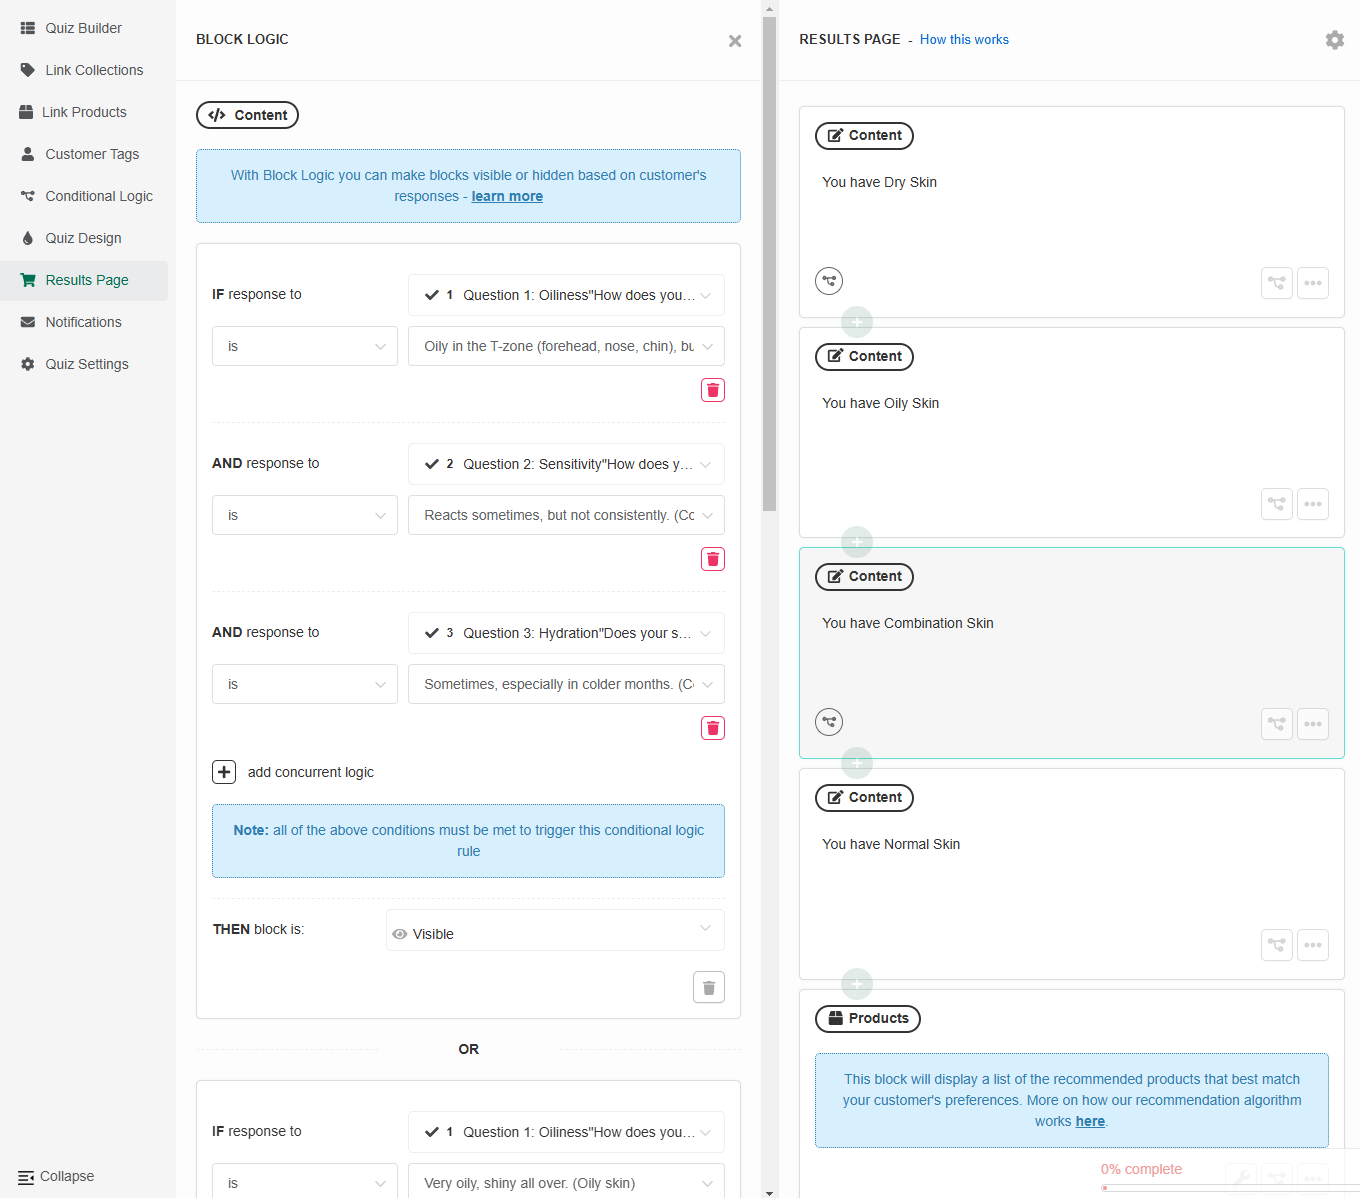 Quiz Builder
Link Collections
Link Products
Customer Tags
Conditional Logic
Quiz Design
Results Page
Notifications
Quiz Settings
Collapse
BLOCK LOGIC
Content
With Block Logic you can make blocks visible or hidden based on customer's
responses - learn more
IF response to
1 Question 1: Oiliness"How does you...
is
Oily in the T-zone (forehead, nose, chin), bu
AND response to
2 Question 2: Sensitivity"How does y...
is
Reacts sometimes, but not consistently. (Co
AND response to
3 Question 3: Hydration"Does your s...
is
Sometimes, especially in colder months. (C
add concurrent logic
Note: all of the above conditions must be met to trigger this conditional logic
rule
THEN block is:
Visible
OR
IF response to
1 Question 1: Oiliness"How does you...
is
Very oily, shiny all over. (Oily skin)
RESULTS PAGE - How this works
Content
You have Dry Skin
Content
You have Oily Skin
Content
You have Combination Skin
Content
You have Normal Skin
Products
This block will display a list of the recommended products that best match
your customer's preferences. More on how our recommendation algorithm
works here.
0% complete